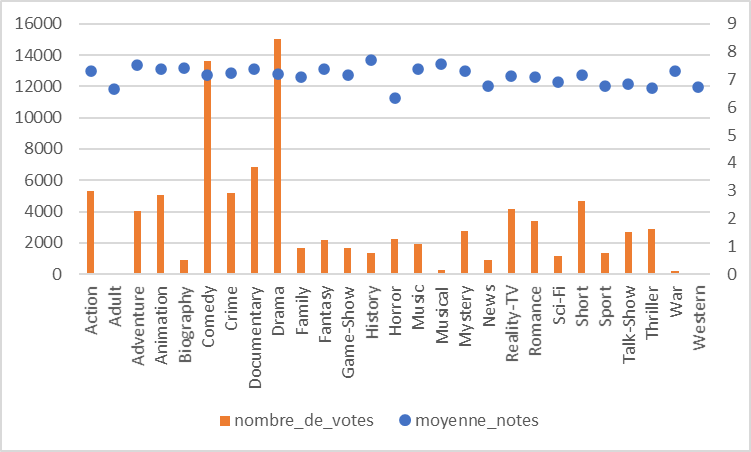 16000
14000
12000
10000
8000
6000
4000
2000
0
9
8
7
6
5
4
3
2
1
0
Action
Adult
Adventure
Animation
Biography
Comedy
Crime
Documentary
Drama
Family
Fantasy
Game-Show
History
Horror
Music
Musical
Mystery
News
Reality-TV
Romance
Sci-Fi
Short
Sport
Talk-Show
Thriller
War
Western
nombre_de_votes moyenne_notes